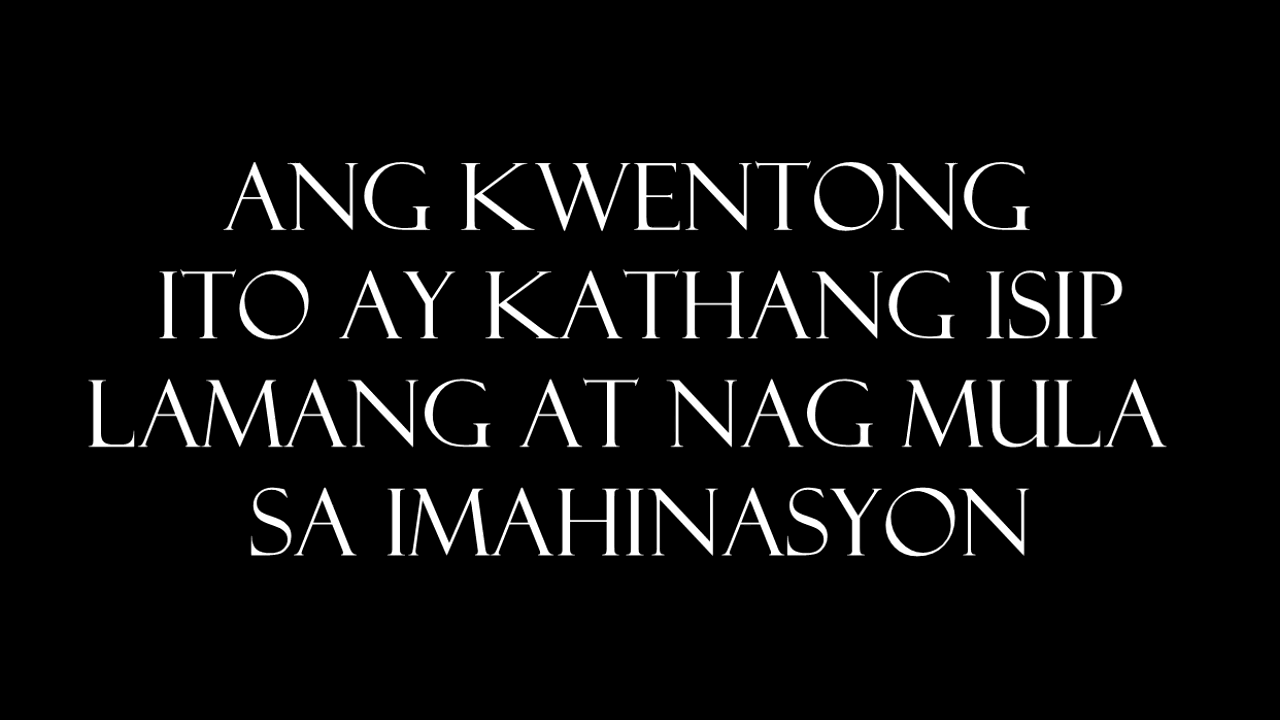 ANG KWENTONG
ITO AY KATHANG ISIP
LAMANG AT NAG MULA
SA IMAHINASYON